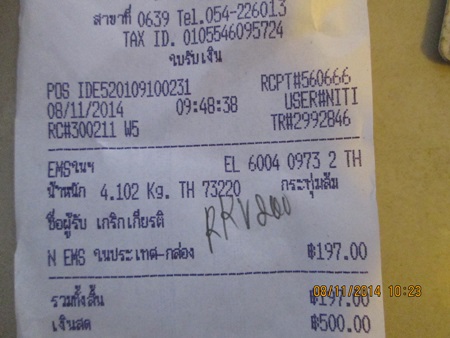 สาขาที่ 0639 Tel.054-226013
TAX ID. 0105546095724
ใบรับเงิน
POS IDE520109100231 RCPT#560666
08/11/2014 09:48:38 USER#NITI
RC#300211 W5 TR#2992846
EMSในฯ EL 6004 0973 2 TH
น้ำหนัก 4.102 Kg. TH 73220 กระทุ่มล้ม
ชื่อผู้รับ เกริกเกียรติ
N EMS ในประเทศ-กล่อง ฿197.00
รวมทั้งสิ้น ฿197.00
เงินสด ฿500.00
08/11/2014 10:23